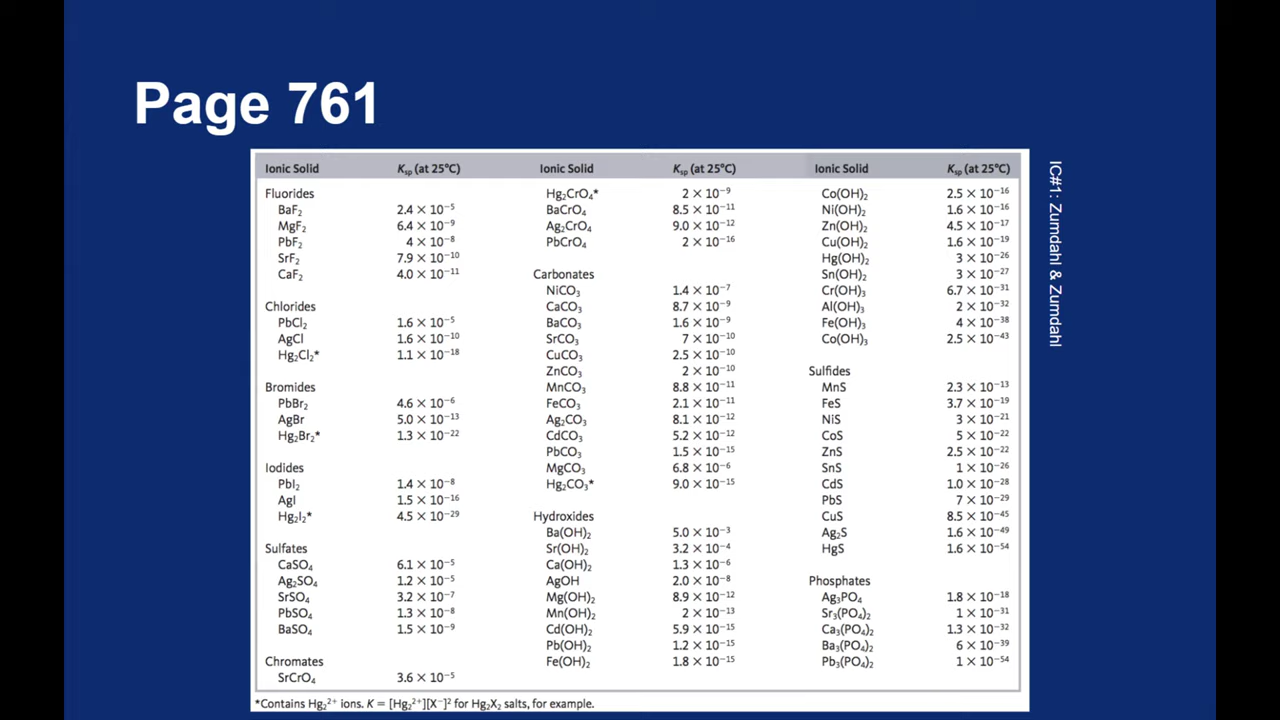 Page 761
Ionic Solid Ksp (at 25°C) Ionic Solid Ksp (at 25°C) Ionic Solid Ksp (at 25°C)
Fluorides Hg₂CrO₄* 2 × 10⁻⁹ Co(OH)₂ 2.5 × 10⁻¹⁶
BaF₂ 2.4 × 10⁻⁵ BaCrO₄ 8.5 × 10⁻¹¹ Ni(OH)₂ 1.6 × 10⁻¹⁶
MgF₂ 6.4 × 10⁻⁹ Ag₂CrO₄ 9.0 × 10⁻¹² Zn(OH)₂ 4.5 × 10⁻¹⁷
PbF₂ 4 × 10⁻⁸ PbCrO₄ 2 × 10⁻¹⁶ Cu(OH)₂ 1.6 × 10⁻¹⁹
SrF₂ 7.9 × 10⁻¹⁰ Hg(OH)₂ 3 × 10⁻²⁶
CaF₂ 4.0 × 10⁻¹¹ Carbonates Sn(OH)₂ 3 × 10⁻²⁷
NiCO₃ 1.4 × 10⁻⁷ Cr(OH)₃ 6.7 × 10⁻³¹
Chlorides CaCO₃ 8.7 × 10⁻⁹ Al(OH)₃ 2 × 10⁻³²
PbCl₂ 1.6 × 10⁻⁵ BaCO₃ 1.6 × 10⁻⁹ Fe(OH)₃ 4 × 10⁻³⁸
AgCl 1.6 × 10⁻¹⁰ SrCO₃ 7 × 10⁻¹⁰ Co(OH)₃ 2.5 × 10⁻⁴³
Hg₂Cl₂* 1.1 × 10⁻¹⁸ CuCO₃ 2.5 × 10⁻¹⁰
ZnCO₃ 2 × 10⁻¹⁰ Sulfides
Bromides MnCO₃ 8.8 × 10⁻¹¹ MnS 2.3 × 10⁻¹³
PbBr₂ 4.6 × 10⁻⁶ FeCO₃ 2.1 × 10⁻¹¹ FeS 3.7 × 10⁻¹⁹
AgBr 5.0 × 10⁻¹³ Ag₂CO₃ 8.1 × 10⁻¹² NiS 3 × 10⁻²¹
Hg₂Br₂* 1.3 × 10⁻²² CdCO₃ 5.2 × 10⁻¹² CoS 5 × 10⁻²²
PbCO₃ 1.5 × 10⁻¹⁵ ZnS 2.5 × 10⁻²²
Iodides MgCO₃ 6.8 × 10⁻⁶ SnS 1 × 10⁻²⁶
PbI₂ 1.4 × 10⁻⁸ Hg₂CO₃* 9.0 × 10⁻¹⁵ CdS 1.0 × 10⁻²⁸
AgI 1.5 × 10⁻¹⁶ PbS 7 × 10⁻²⁹
Hg₂I₂* 4.5 × 10⁻²⁹ Hydroxides CuS 8.5 × 10⁻⁴⁵
Ba(OH)₂ 5.0 × 10⁻³ Ag₂S 1.6 × 10⁻⁴⁹
Sulfates Sr(OH)₂ 3.2 × 10⁻⁴ HgS 1.6 × 10⁻⁵⁴
CaSO₄ 6.1 × 10⁻⁵ Ca(OH)₂ 1.3 × 10⁻⁶
Ag₂SO₄ 1.2 × 10⁻⁵ AgOH 2.0 × 10⁻⁸ Phosphates
SrSO₄ 3.2 × 10⁻⁷ Mg(OH)₂ 8.9 × 10⁻¹² Ag₃PO₄ 1.8 × 10⁻¹⁸
PbSO₄ 1.3 × 10⁻⁸ Mn(OH)₂ 2 × 10⁻¹³ Sr₃(PO₄)₂ 1 × 10⁻³¹
BaSO₄ 1.5 × 10⁻⁹ Cd(OH)₂ 5.9 × 10⁻¹⁵ Ca₃(PO₄)₂ 1.3 × 10⁻³²
Pb(OH)₂ 1.2 × 10⁻¹⁵ Ba₃(PO₄)₂ 6 × 10⁻³⁹
Chromates Fe(OH)₂ 1.8 × 10⁻¹⁵ Pb₃(PO₄)₂ 1 × 10⁻⁵⁴
SrCrO₄ 3.6 × 10⁻⁵
*Contains Hg₂²⁺ ions. K = [Hg₂²⁺][X⁻]² for Hg₂X₂ salts, for example.
IC#1: Zumdahl & Zumdahl